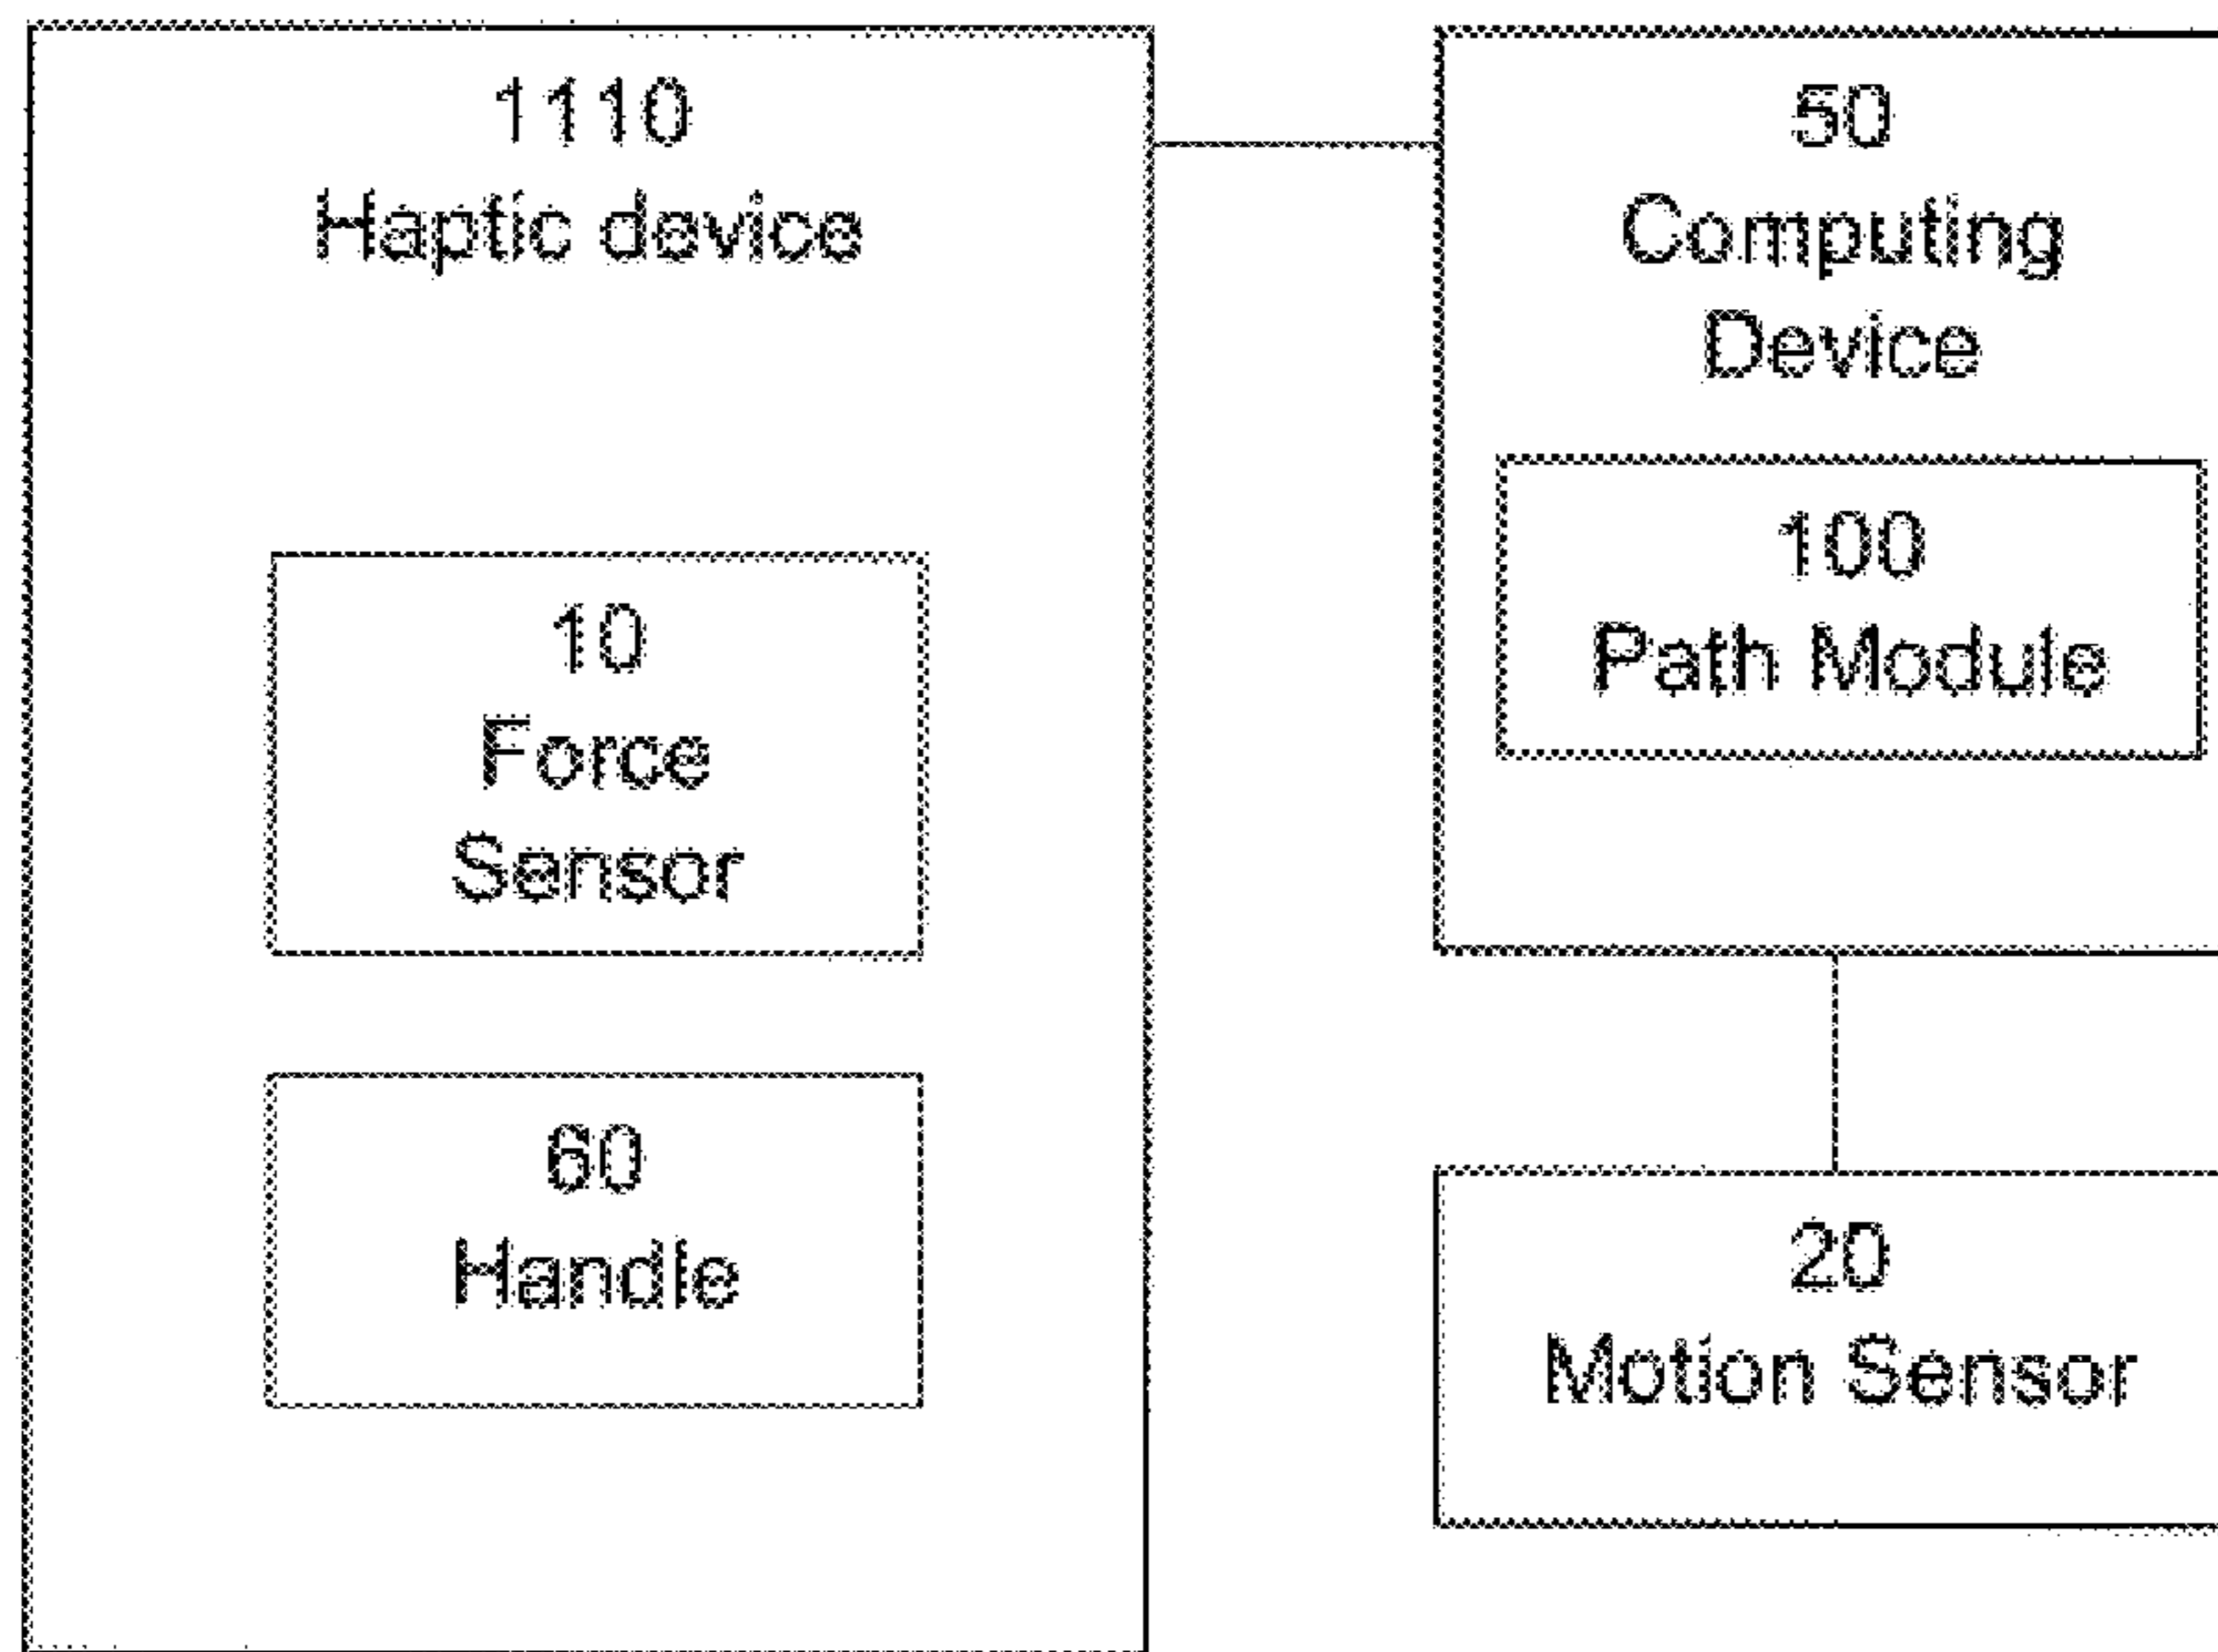 1110
Haptic device
10
Force
Sensor
60
Handle
50
Computing
Device
100
Path Module
20
Motion Sensor